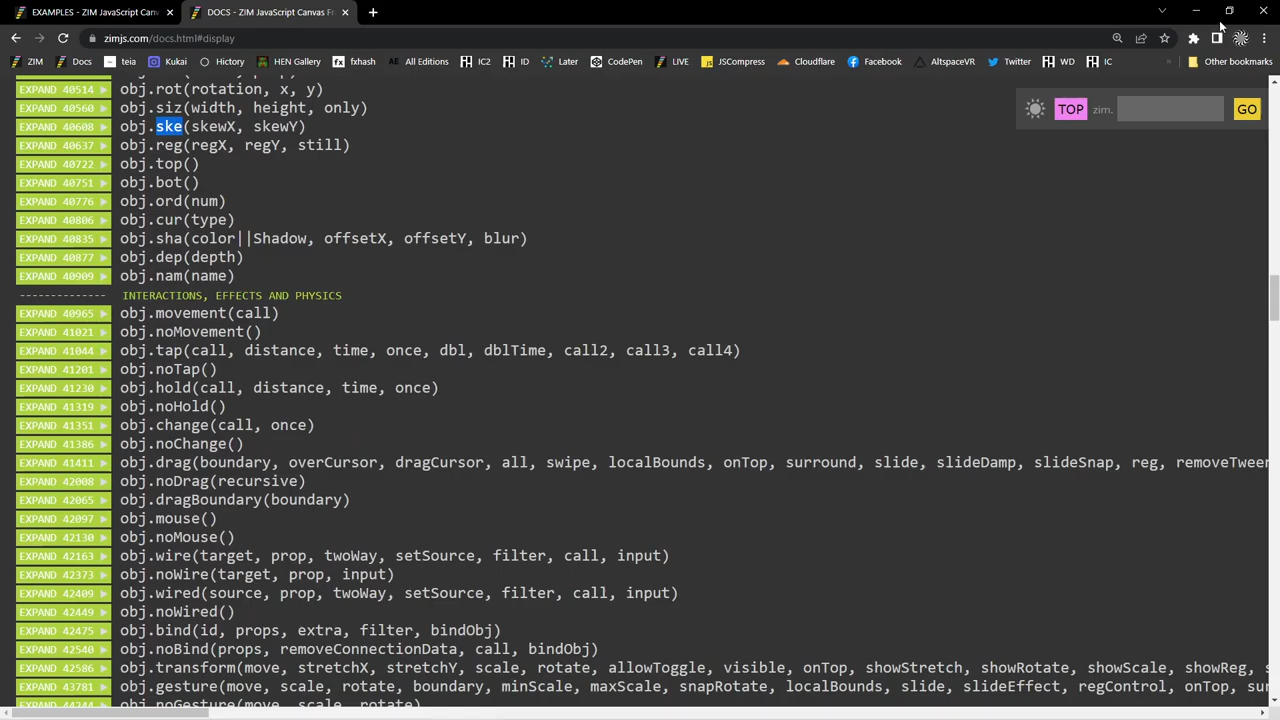 EXAMPLES - ZIM JavaScript Canv × DOCS - ZIM JavaScript Canvas Fr × +
zimjs.com/docs.html#display
ZIM Docs teia Kukai Hictory HEN Gallery fxhash AE All Editions IC2 ID Later CodePen LIVE JSCompress Cloudflare Facebook AltspaceVR Twitter WD IC » Other bookmarks
EXPAND 40514 obj.rot(rotation, x, y)
EXPAND 40560 obj.siz(width, height, only)
TOP zim. GO
EXPAND 40608 obj.ske(skewX, skewY)
EXPAND 40637 obj.reg(regX, regY, still)
EXPAND 40722 obj.top()
EXPAND 40751 obj.bot()
EXPAND 40776 obj.ord(num)
EXPAND 40806 obj.cur(type)
EXPAND 40835 obj.sha(color||Shadow, offsetX, offsetY, blur)
EXPAND 40877 obj.dep(depth)
EXPAND 40909 obj.nam(name)
-------------- INTERACTIONS, EFFECTS AND PHYSICS
EXPAND 40965 obj.movement(call)
EXPAND 41021 obj.noMovement()
EXPAND 41044 obj.tap(call, distance, time, once, dbl, dblTime, call2, call3, call4)
EXPAND 41201 obj.noTap()
EXPAND 41230 obj.hold(call, distance, time, once)
EXPAND 41319 obj.noHold()
EXPAND 41351 obj.change(call, once)
EXPAND 41386 obj.noChange()
EXPAND 41411 obj.drag(boundary, overCursor, dragCursor, all, swipe, localBounds, onTop, surround, slide, slideDamp, slideSnap, reg, removeTween
EXPAND 42008 obj.noDrag(recursive)
EXPAND 42065 obj.dragBoundary(boundary)
EXPAND 42097 obj.mouse()
EXPAND 42130 obj.noMouse()
EXPAND 42163 obj.wire(target, prop, twoWay, setSource, filter, call, input)
EXPAND 42373 obj.noWire(target, prop, input)
EXPAND 42409 obj.wired(source, prop, twoWay, setSource, filter, call, input)
EXPAND 42449 obj.noWired()
EXPAND 42475 obj.bind(id, props, extra, filter, bindObj)
EXPAND 42540 obj.noBind(props, removeConnectionData, call, bindObj)
EXPAND 42586 obj.transform(move, stretchX, stretchY, scale, rotate, allowToggle, visible, onTop, showStretch, showRotate, showScale, showReg, s
EXPAND 43781 obj.gesture(move, scale, rotate, boundary, minScale, maxScale, snapRotate, localBounds, slide, slideEffect, regControl, onTop, sur
EXPAND 44244 obj.noGesture(move, scale, rotate)